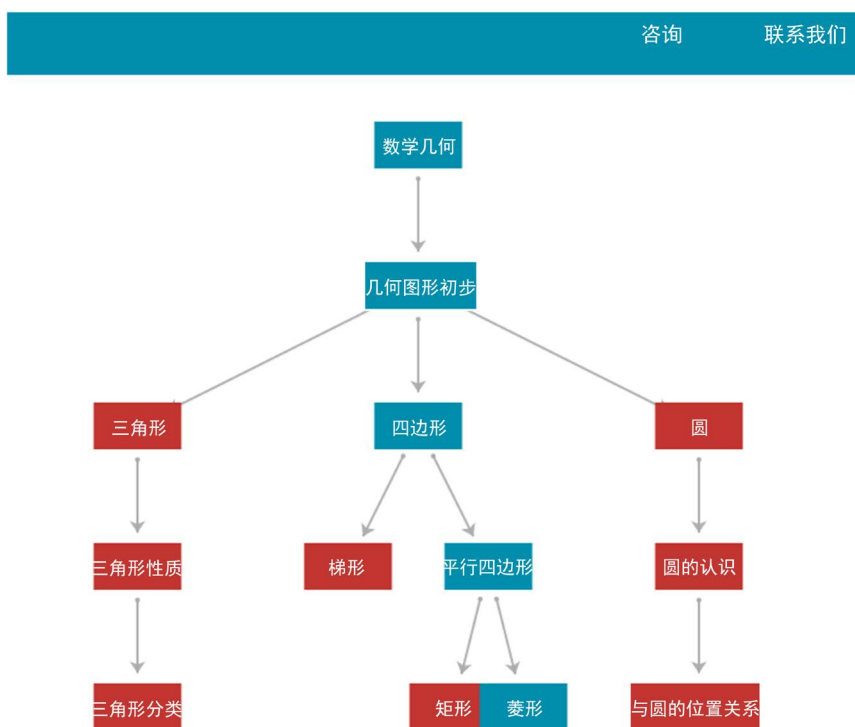 咨询 联系我们
数学几何
几何图形初步
三角形 四边形 圆
三角形性质 梯形 平行四边形 圆的认识
三角形分类 矩形 菱形 与圆的位置关系